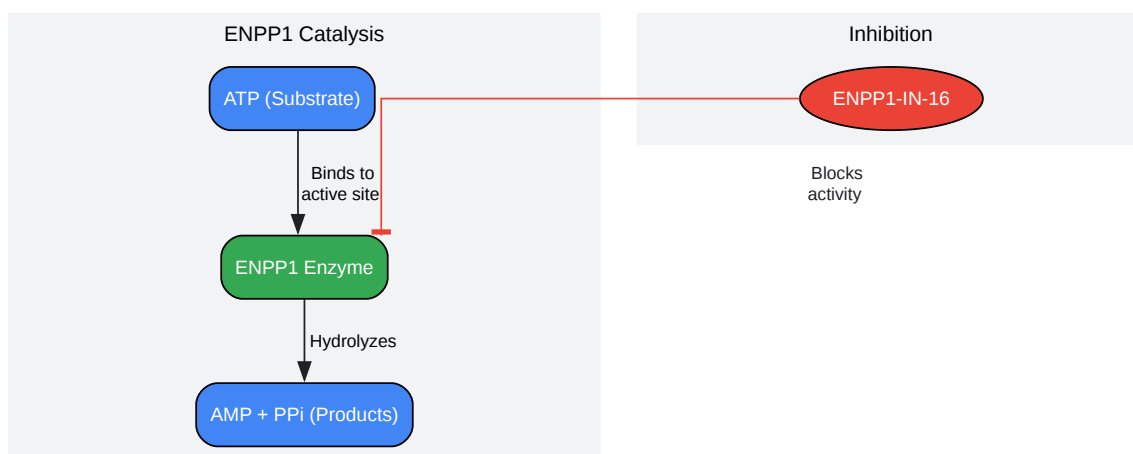 ENPP1 Catalysis
ATP (Substrate)
Binds to
active site
ENPP1 Enzyme
Hydrolyzes
AMP + PPi (Products)
Inhibition
ENPP1-IN-16
Blocks
activity